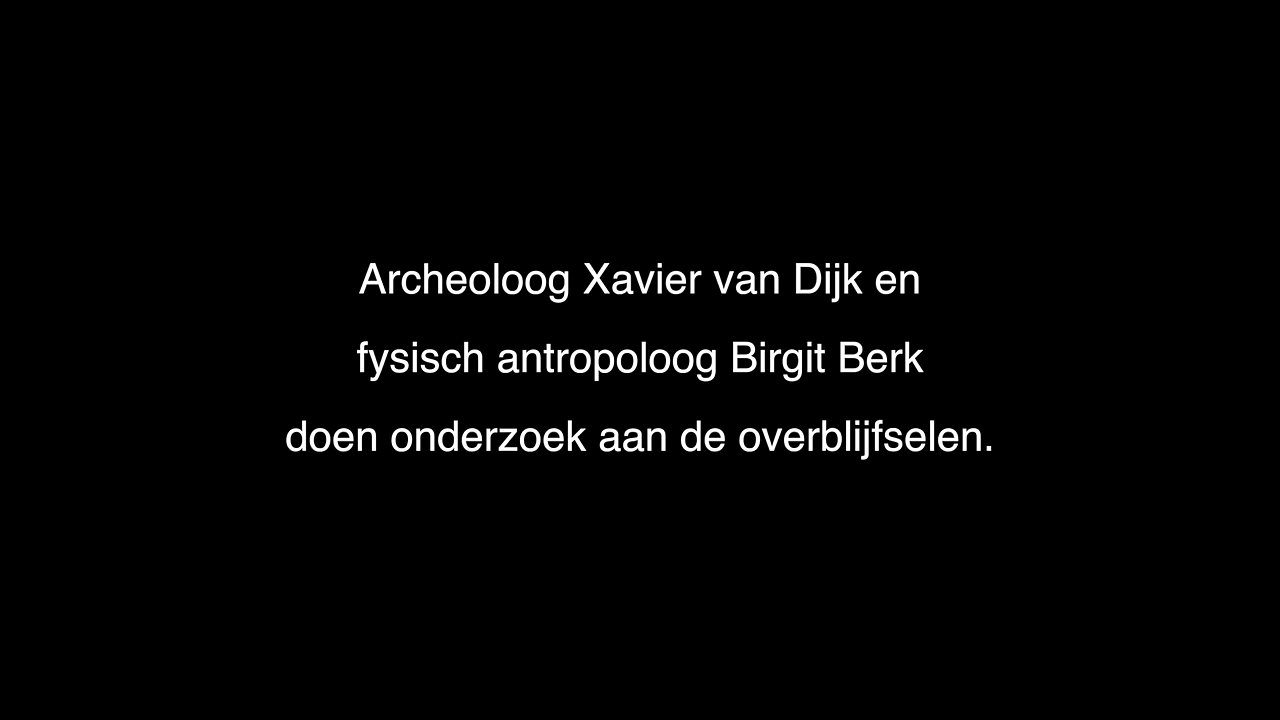 Archeoloog Xavier van Dijk en
fysisch antropoloog Birgit Berk
doen onderzoek aan de overblijfselen.